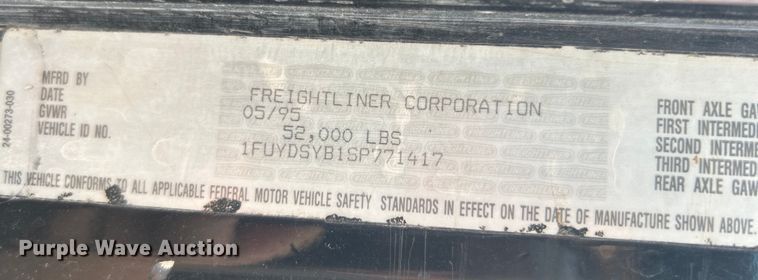 24-00273-030
MFRD BY FREIGHTLINER CORPORATION
DATE 05/95
GVWR 52,000 LBS
VEHICLE ID NO. 1FUYDSYB1SP771417
FRONT AXLE GAW
FIRST INTERMEDI
SECOND INTERME
THIRD INTERMED
REAR AXLE GAW
THIS VEHICLE CONFORMS TO ALL APPLICABLE FEDERAL MOTOR VEHICLE SAFETY STANDARDS IN EFFECT ON THE DATE OF MANUFACTURE SHOWN ABOVE.
Purple Wave Auction